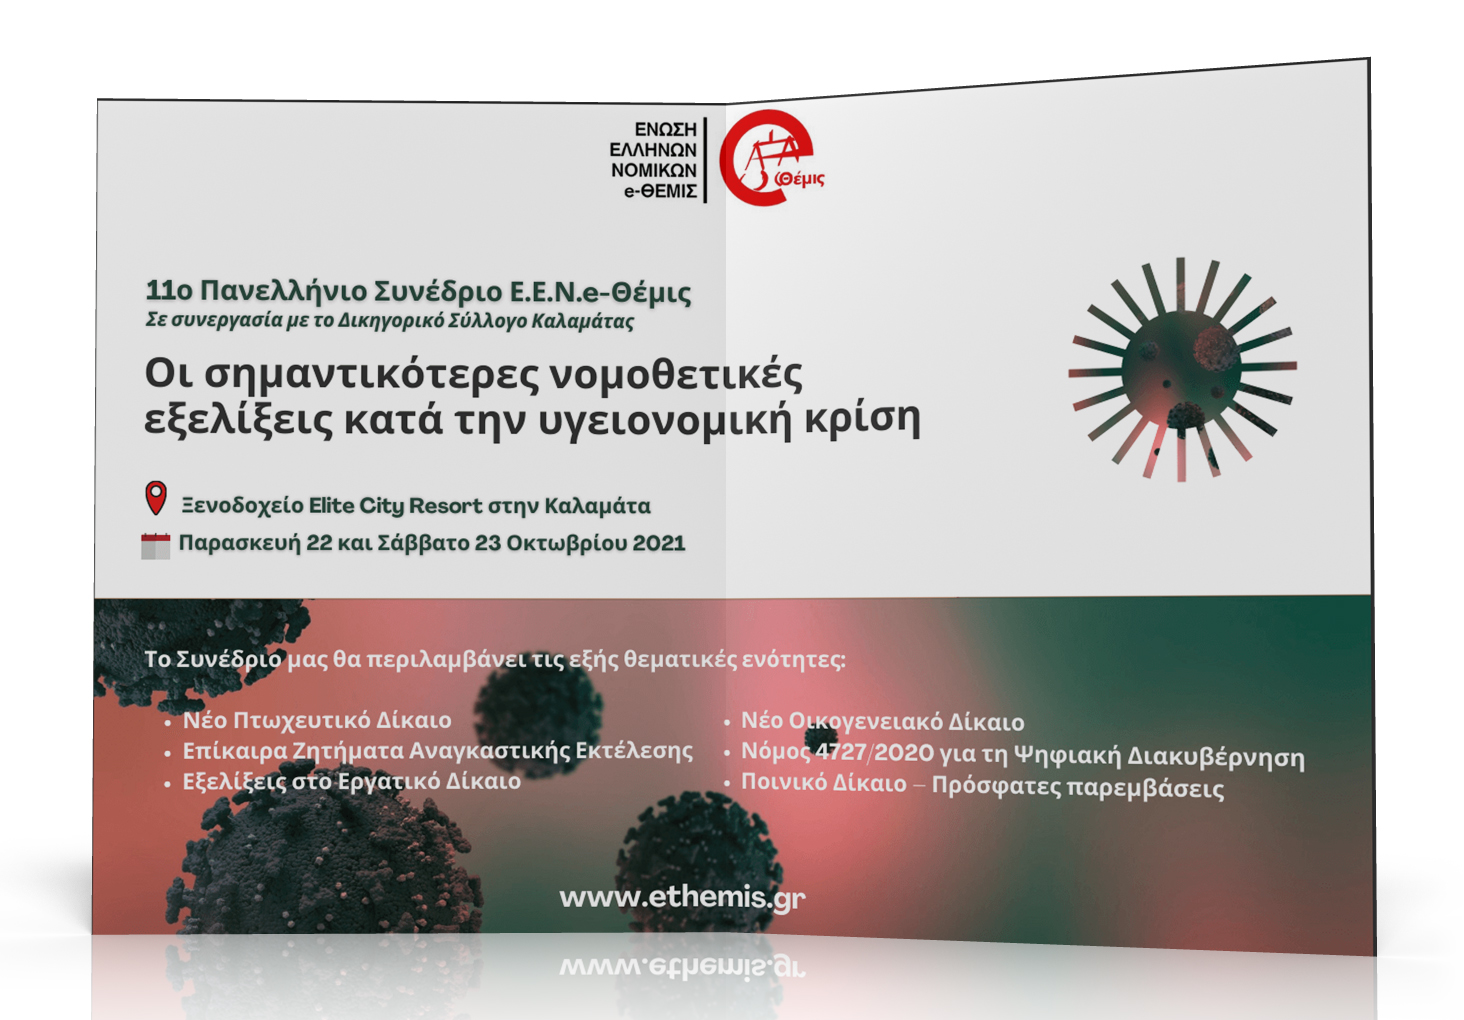 ΕΝΩΣΗ
ΕΛΛΗΝΩΝ
ΝΟΜΙΚΩΝ
e-ΘΕΜΙΣ
Θέμις
11ο Πανελλήνιο Συνέδριο Ε.Ε.Ν.e-Θέμις
Σε συνεργασία με το Δικηγορικό Σύλλογο Καλαμάτας
Οι σημαντικότερες νομοθετικές
εξελίξεις κατά την υγειονομική κρίση
Ξενοδοχείο Elite City Resort στην Καλαμάτα
Παρασκευή 22 και Σάββατο 23 Οκτωβρίου 2021
Το Συνέδριο μας θα περιλαμβάνει τις εξής θεματικές ενότητες:
• Νέο Πτωχευτικό Δίκαιο
• Επίκαιρα Ζητήματα Αναγκαστικής Εκτέλεσης
• Εξελίξεις στο Εργατικό Δίκαιο
• Νέο Οικογενειακό Δίκαιο
• Νόμος 4727/2020 για τη Ψηφιακή Διακυβέρνηση
• Ποινικό Δίκαιο – Πρόσφατες παρεμβάσεις
www.ethemis.gr